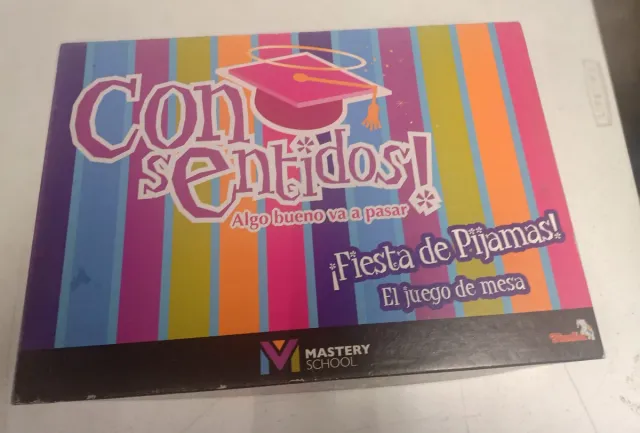 Con
sentidos!
Algo bueno va a pasar
¡Fiesta de Pijamas!
El juego de mesa
MASTERY
SCHOOL